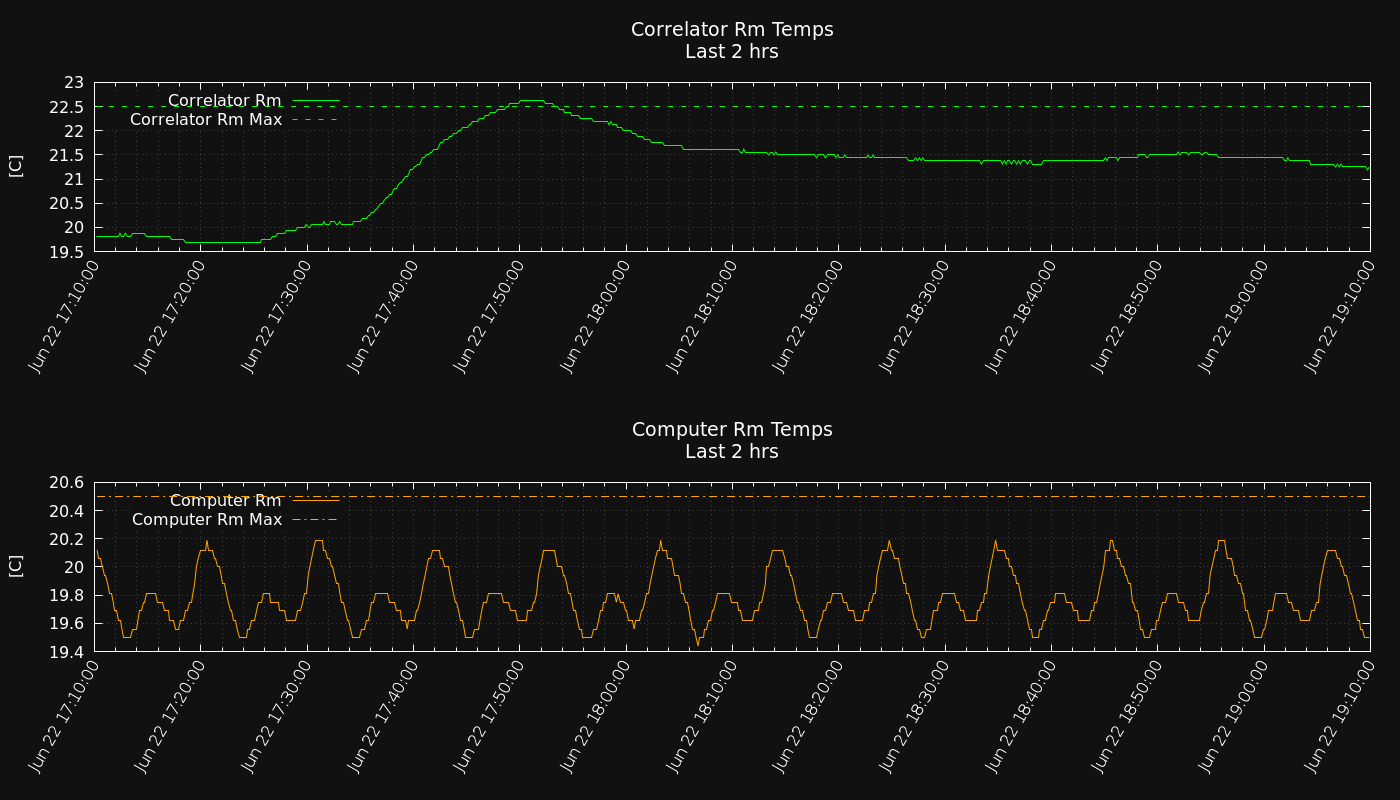 Correlator Rm Temps
Last 2 hrs
23
22.5
22
21.5
21
20.5
20
19.5
[C]
Correlator Rm
Correlator Rm Max
Jun 22 17:10:00
Jun 22 17:20:00
Jun 22 17:30:00
Jun 22 17:40:00
Jun 22 17:50:00
Jun 22 18:00:00
Jun 22 18:10:00
Jun 22 18:20:00
Jun 22 18:30:00
Jun 22 18:40:00
Jun 22 18:50:00
Jun 22 19:00:00
Jun 22 19:10:00
Computer Rm Temps
Last 2 hrs
20.6
20.4
20.2
20
19.8
19.6
19.4
[C]
Computer Rm
Computer Rm Max
Jun 22 17:10:00
Jun 22 17:20:00
Jun 22 17:30:00
Jun 22 17:40:00
Jun 22 17:50:00
Jun 22 18:00:00
Jun 22 18:10:00
Jun 22 18:20:00
Jun 22 18:30:00
Jun 22 18:40:00
Jun 22 18:50:00
Jun 22 19:00:00
Jun 22 19:10:00